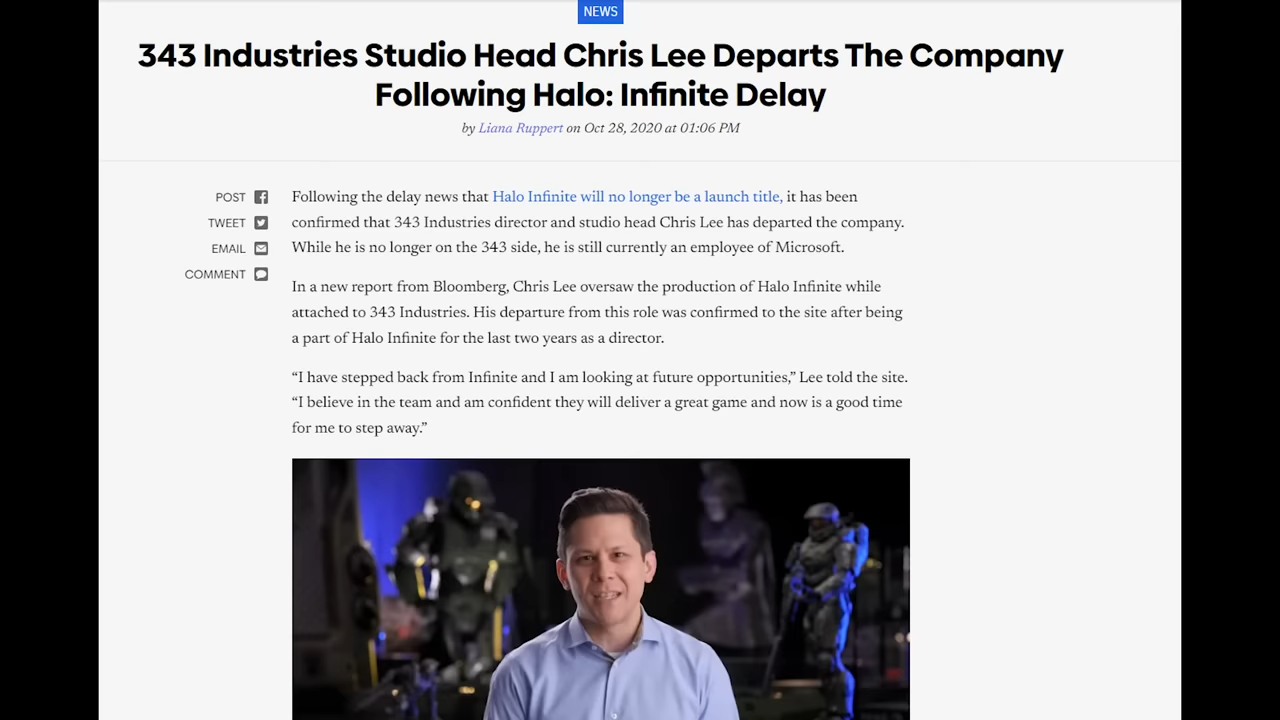 NEWS
343 Industries Studio Head Chris Lee Departs The Company
Following Halo: Infinite Delay
by Liana Ruppert on Oct 28, 2020 at 01:06 PM
POST
TWEET
EMAIL
COMMENT
Following the delay news that Halo Infinite will no longer be a launch title, it has been
confirmed that 343 Industries director and studio head Chris Lee has departed the company.
While he is no longer on the 343 side, he is still currently an employee of Microsoft.
In a new report from Bloomberg, Chris Lee oversaw the production of Halo Infinite while
attached to 343 Industries. His departure from this role was confirmed to the site after being
a part of Halo Infinite for the last two years as a director.
“I have stepped back from Infinite and I am looking at future opportunities,” Lee told the site.
“I believe in the team and am confident they will deliver a great game and now is a good time
for me to step away.”